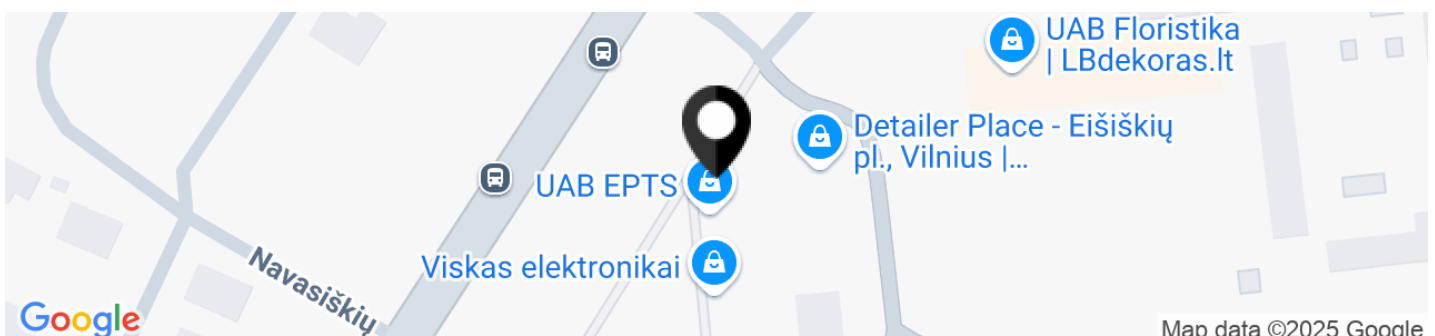 UAB Floristika
| LBdekoras.lt
Detailer Place - Eišiškių
pl., Vilnius |...
UAB EPTS
Viskas elektronikai
Navasiškių
Google
Map data ©2025 Google